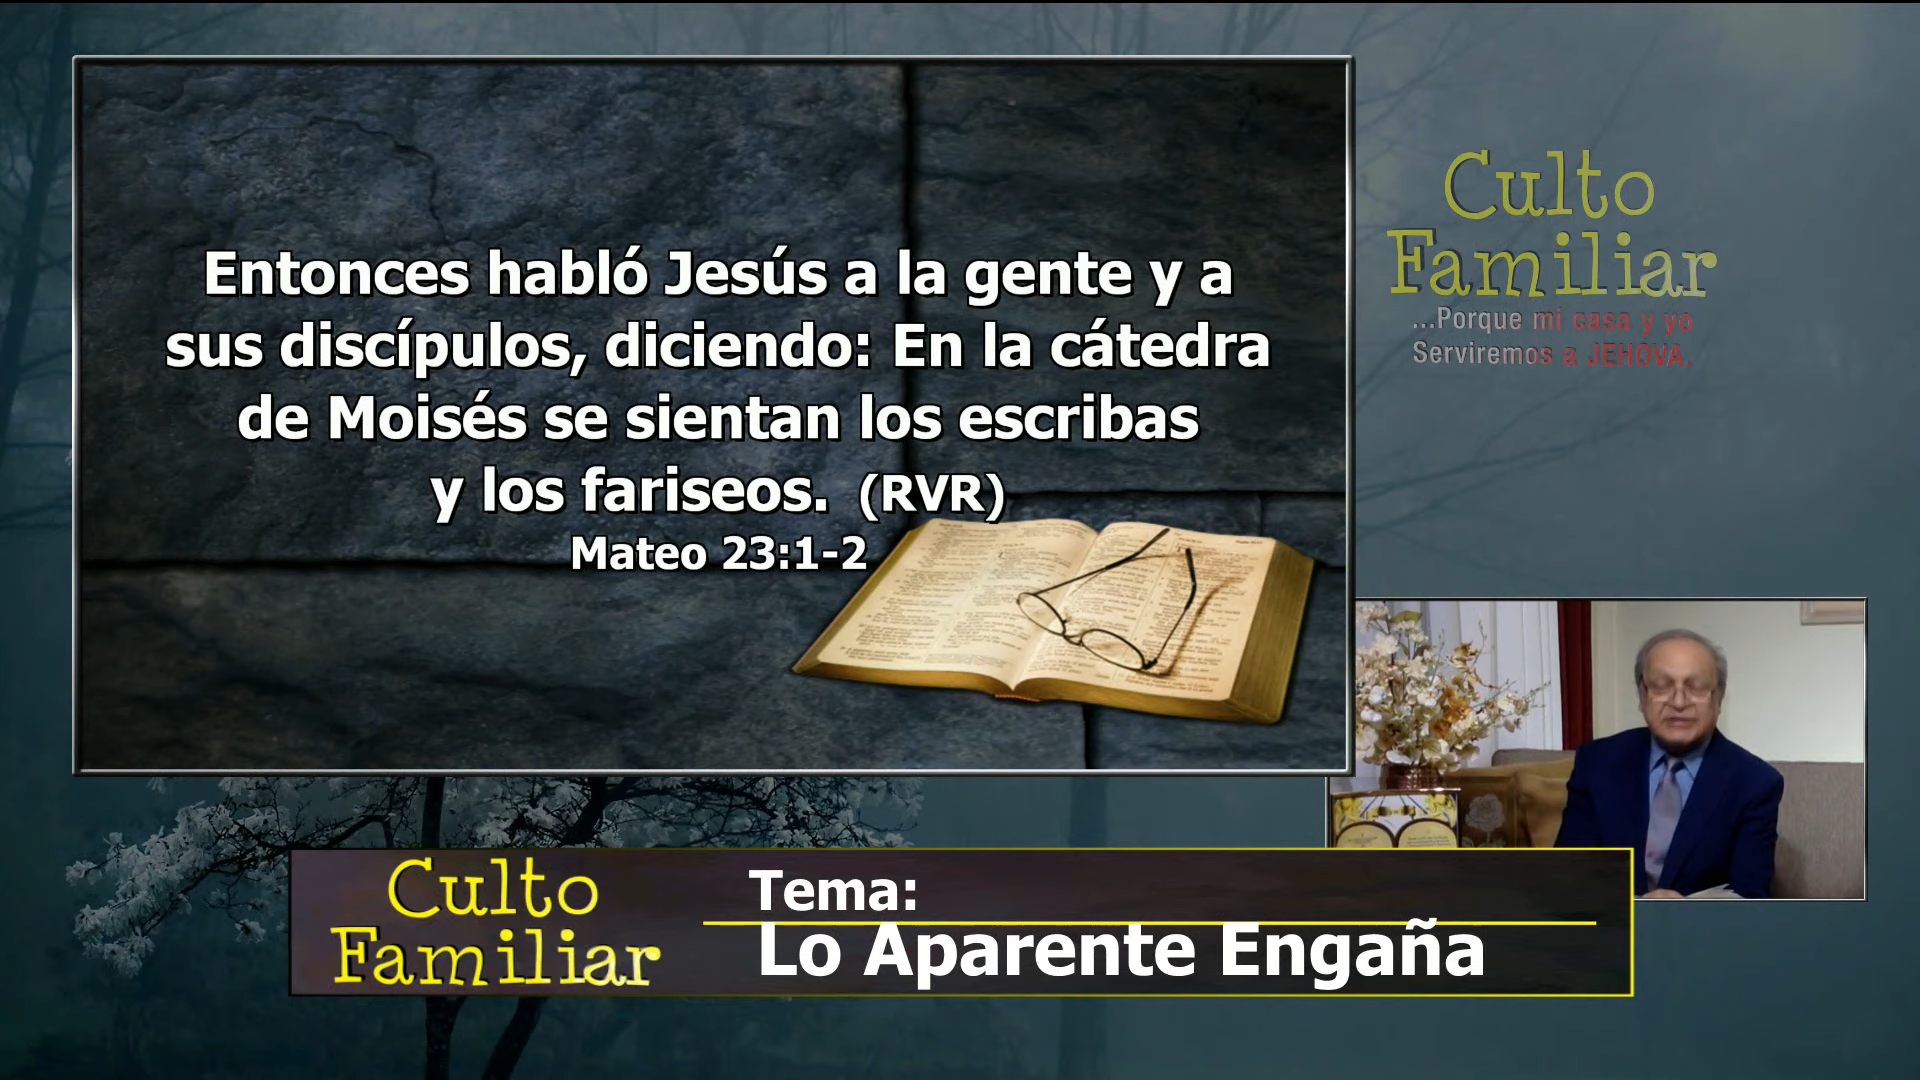 Entonces habló Jesús a la gente y a
sus discípulos, diciendo: En la cátedra
de Moisés se sientan los escribas
y los fariseos. (RVR)
Mateo 23:1-2
Culto
Familiar
...Porque mi casa y yo
Serviremos a JEHOVA.
Culto
Familiar
Tema:
Lo Aparente Engaña